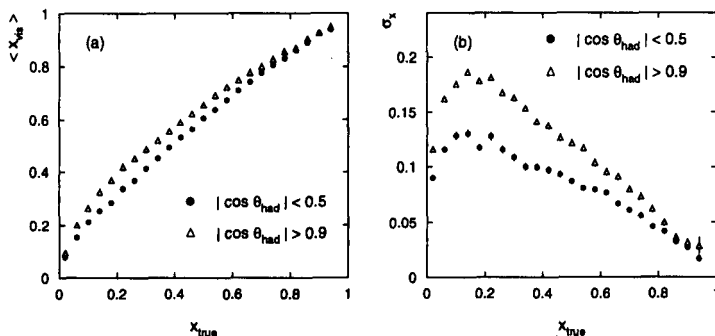 < x_vis >
1
0.8
0.6
0.4
0.2
0
(a)
| cos θ_had | < 0.5
| cos θ_had | > 0.9
0 0.2 0.4 0.6 0.8 1
x_true
σ_x
0.2
0.15
0.1
0.05
0
(b)
| cos θ_had | < 0.5
| cos θ_had | > 0.9
0 0.2 0.4 0.6 0.8 1
x_true